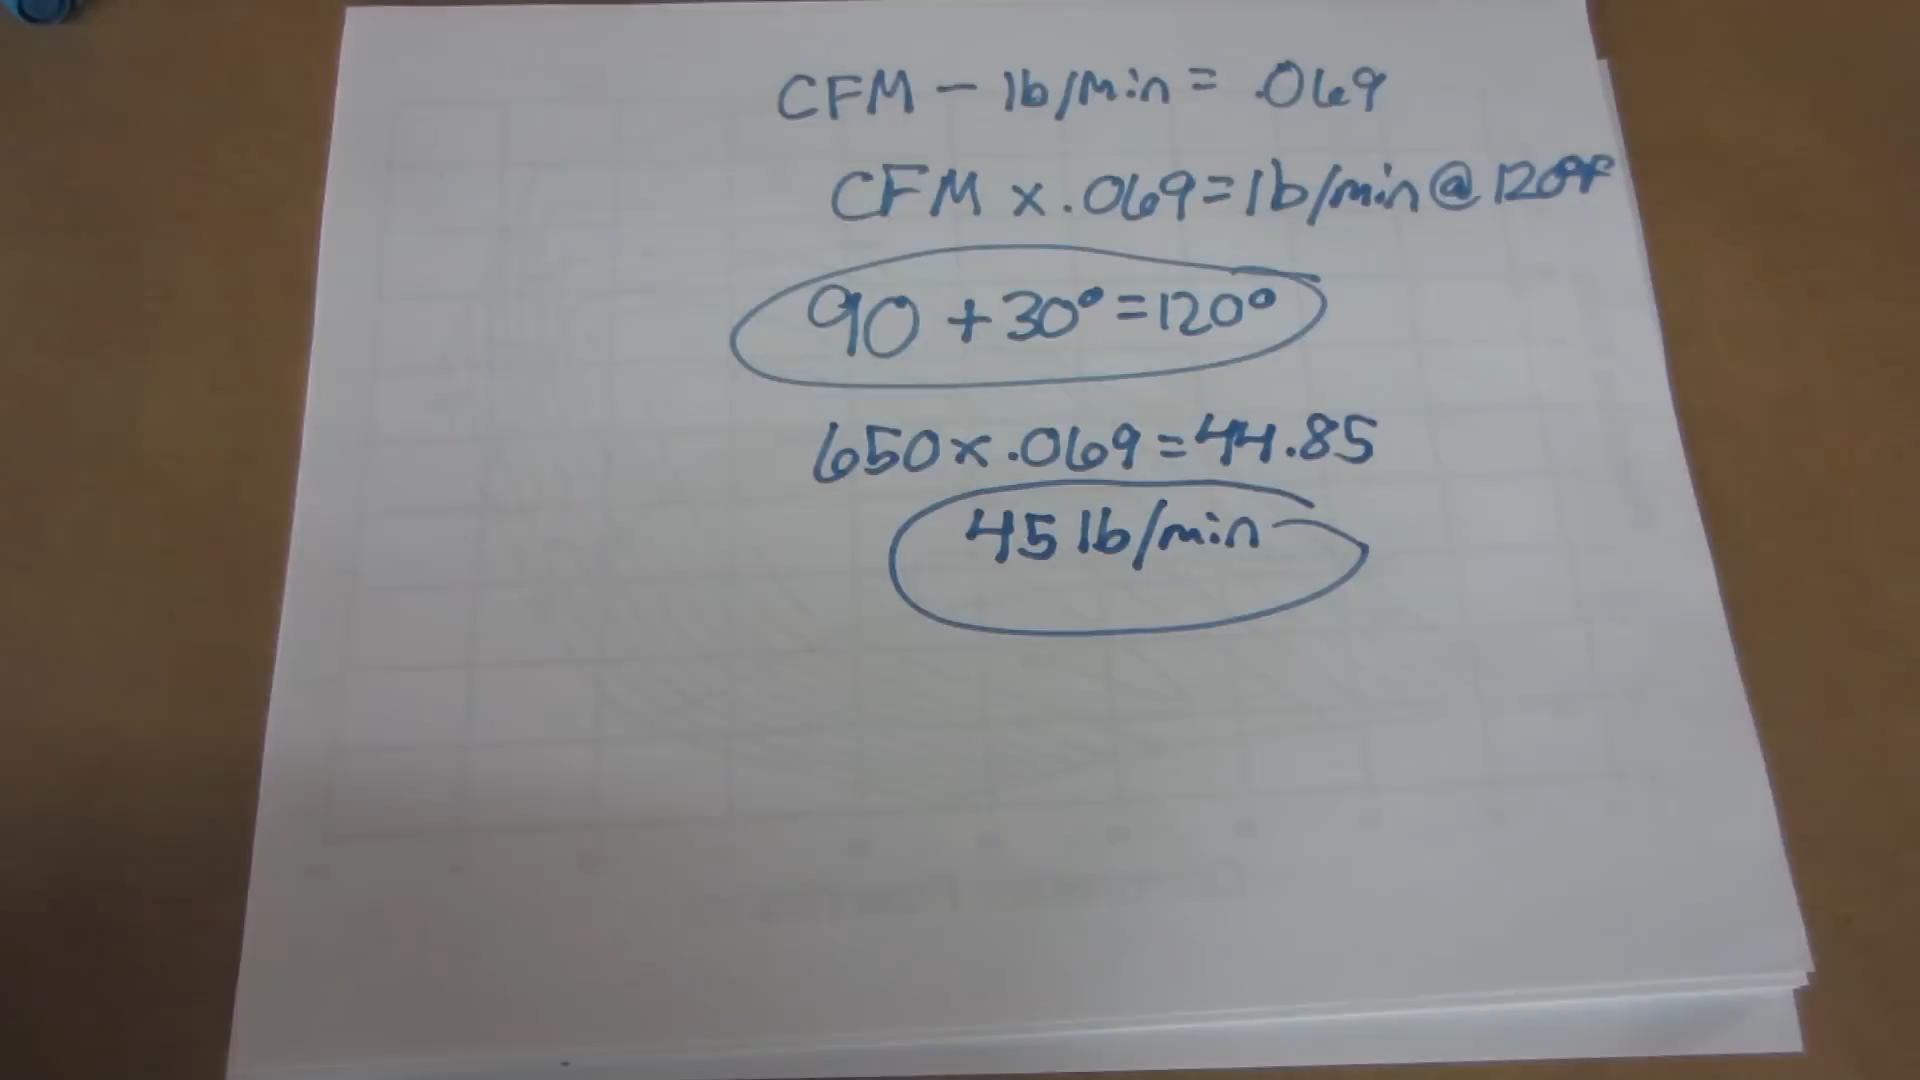 CFM - lb/min = .069
CFM x .069 = lb/min @ 120°F
90 + 30° = 120°
650 x .069 = 44.85
45 lb/min